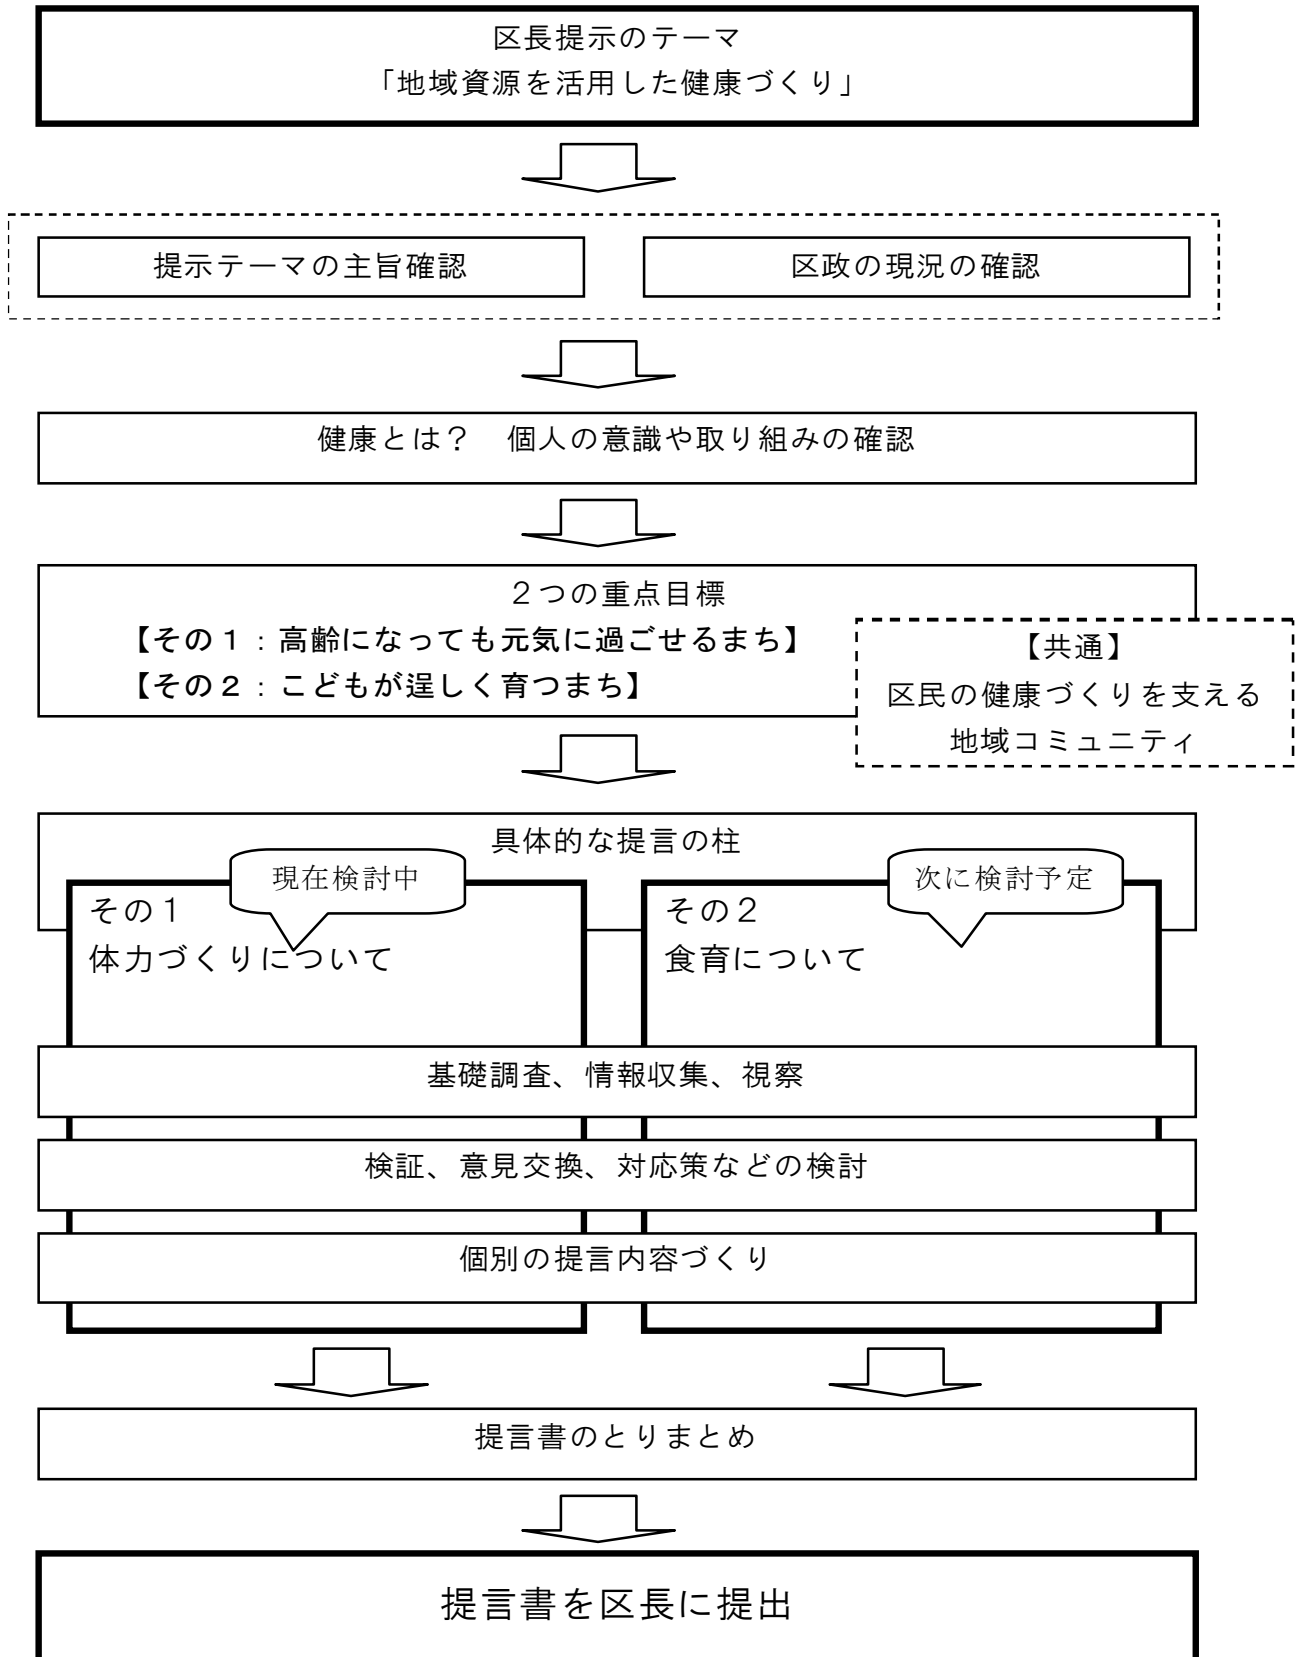 区長提示のテーマ
「地域資源を活用した健康づくり」
提示テーマの主旨確認
区政の現況の確認
健康とは？　個人の意識や取り組みの確認
２つの重点目標
【その１：高齢になっても元気に過ごせるまち】
【その２：こどもが逞しく育つまち】
【共通】
区民の健康づくりを支える
地域コミュニティ
具体的な提言の柱
現在検討中
その１
体力づくりについて
次に検討予定
その２
食育について
基礎調査、情報収集、視察
検証、意見交換、対応策などの検討
個別の提言内容づくり
提言書のとりまとめ
提言書を区長に提出